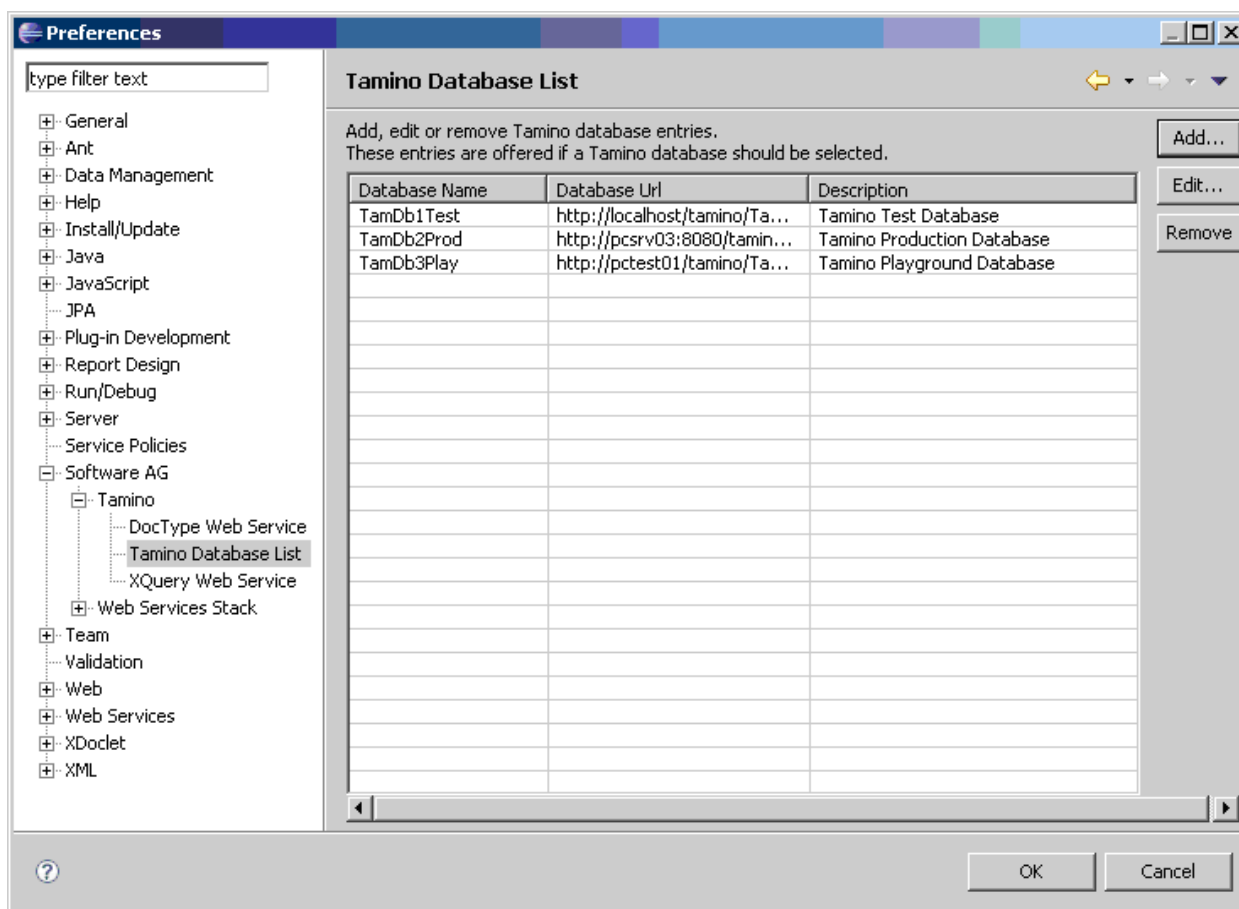 Preferences
type filter text
General
Ant
Data Management
Help
Install/Update
Java
JavaScript
JPA
Plug-in Development
Report Design
Run/Debug
Server
Service Policies
Software AG
Tamino
DocType Web Service
Tamino Database List
XQuery Web Service
Web Services Stack
Team
Validation
Web
Web Services
XDoclet
XML
Tamino Database List
Add, edit or remove Tamino database entries.
These entries are offered if a Tamino database should be selected.
Database Name Database Url Description
TamDb1Test http://localhost/tamino/Ta... Tamino Test Database
TamDb2Prod http://pcsrv03:8080/tamin... Tamino Production Database
TamDb3Play http://pctest01/tamino/Ta... Tamino Playground Database
Add...
Edit...
Remove
OK Cancel